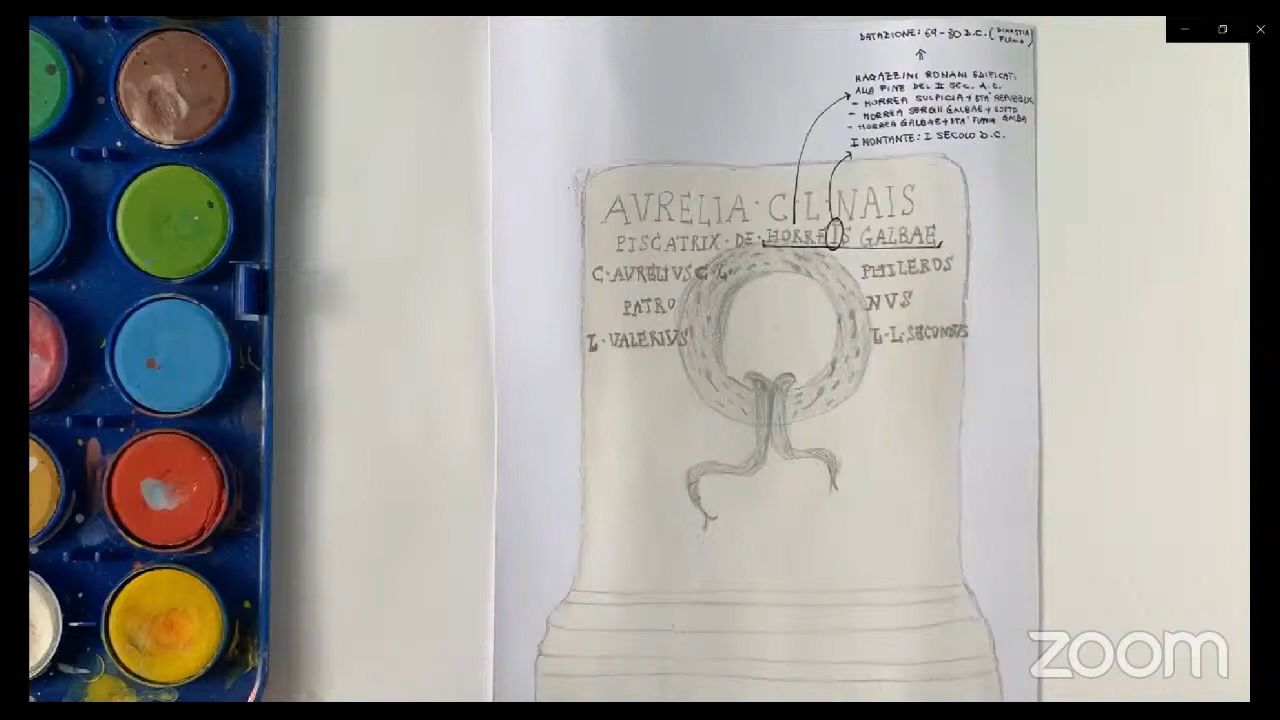 DATAZIONE: 69-80 D.C. (DINASTIA FLAVIA)
MAGAZZINI ROMANI EDIFICATI
ALLA FINE DEL II SEC. A.C.
- HORREA SULPICIA → ETÀ REPUBBLIC
- HORREA SERGII GALBAE → SOTTO
- HORREA GALBAE → ETÀ FLAVIA GALBA
I MONTANTE: I SECOLO D.C.
AVRELIA·C·L·NAIS
PISCATRIX·DE·HORREIS GALBAE
C·AVRELIVS C·L· PHILEROS
PATRO NVS
L·VALERIVS L·L·SECONDVS
zoom